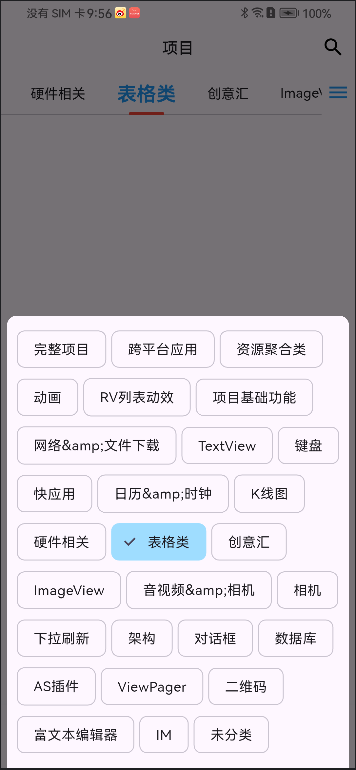 没有 SIM 卡 9:56 100%
项目
硬件相关 表格类 创意汇 ImageV
完整项目 跨平台应用 资源聚合类
动画 RV列表动效 项目基础功能
网络&amp;文件下载 TextView 键盘
快应用 日历&amp;时钟 K线图
硬件相关 表格类 创意汇
ImageView 音视频&amp;相机 相机
下拉刷新 架构 对话框 数据库
AS插件 ViewPager 二维码
富文本编辑器 IM 未分类